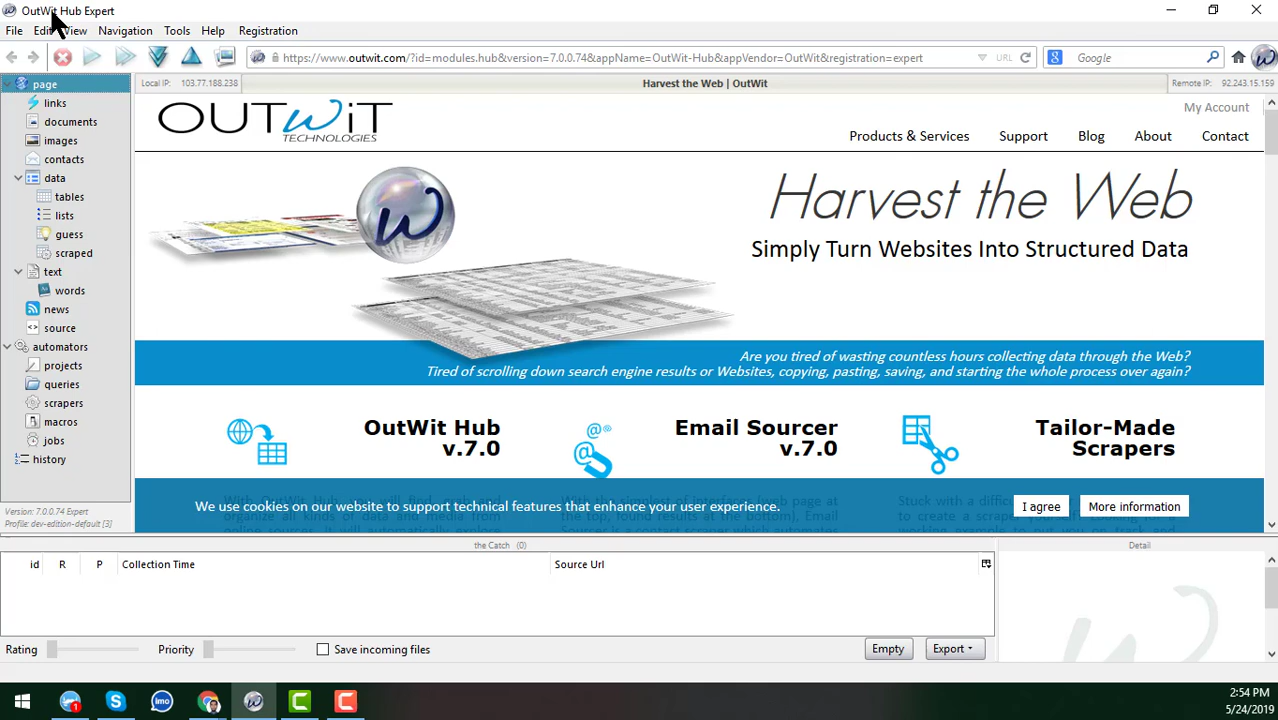 OutWit Hub Expert
File Edit View Navigation Tools Help Registration
https://www.outwit.com/?id=modules.hub&version=7.0.0.74&appName=OutWit-Hub&appVendor=OutWit&registration=expert
URL
Google
page
links
documents
images
contacts
data
tables
lists
guess
scraped
text
words
news
source
automators
projects
queries
scrapers
macros
jobs
history
Version: 7.0.0.74 Expert
Profile: dev-edition-default [3]
Local IP: 103.77.188.238
Harvest the Web | OutWit
Remote IP: 92.243.15.159
OUTWiT
TECHNOLOGIES
My Account
Products & Services Support Blog About Contact
Harvest the Web
Simply Turn Websites Into Structured Data
Are you tired of wasting countless hours collecting data through the Web?
Tired of scrolling down search engine results or Websites, copying, pasting, saving, and starting the whole process over again?
OutWit Hub
v.7.0
Email Sourcer
v.7.0
Tailor-Made
Scrapers
We use cookies on our website to support technical features that enhance your user experience.
I agree
More information
the Catch (0)
Detail
id R P Collection Time Source Url
Rating Priority Save incoming files Empty Export
2:54 PM
5/24/2019